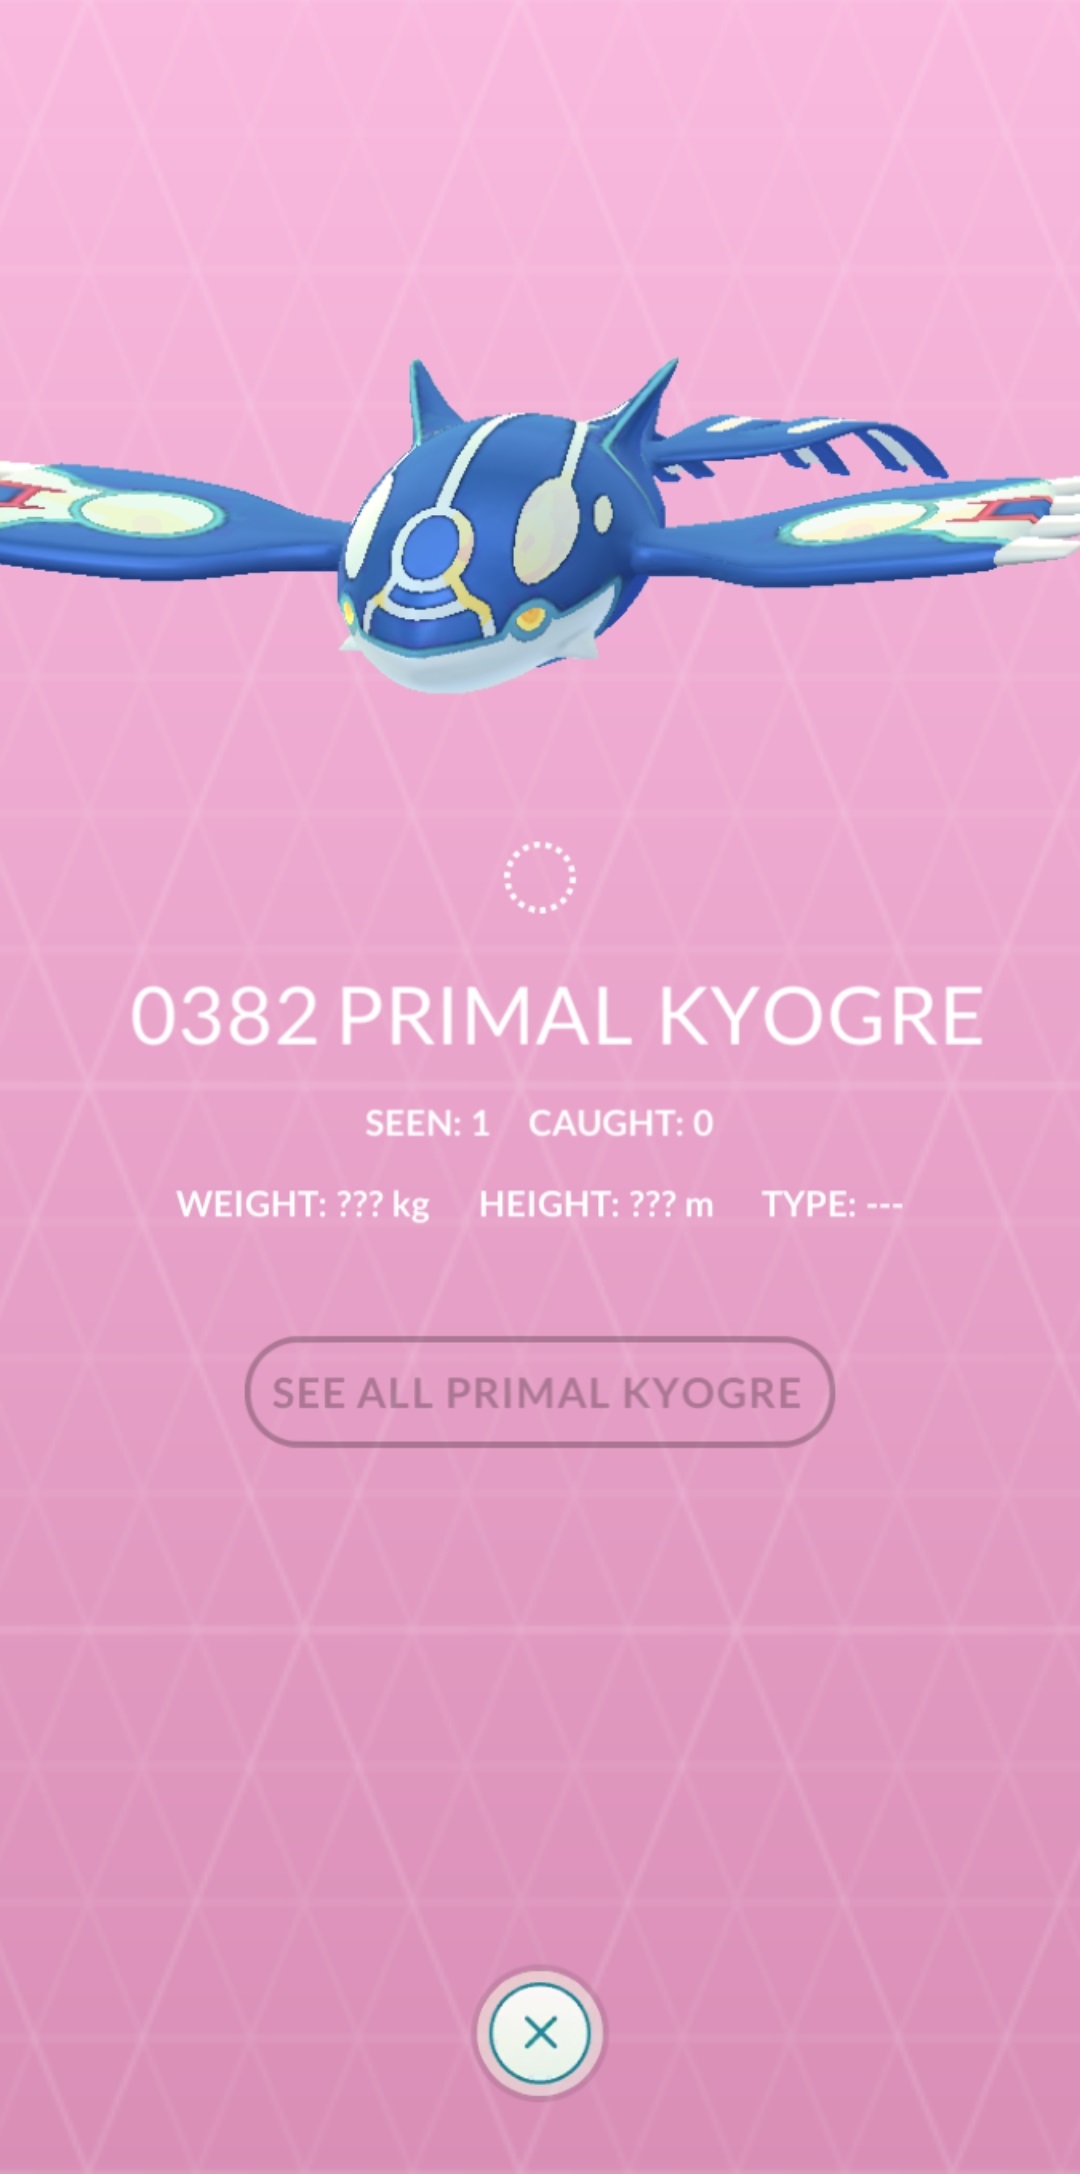 0382 PRIMAL KYOGRE
SEEN: 1 CAUGHT: 0
WEIGHT: ??? kg HEIGHT: ??? m TYPE: ---
SEE ALL PRIMAL KYOGRE